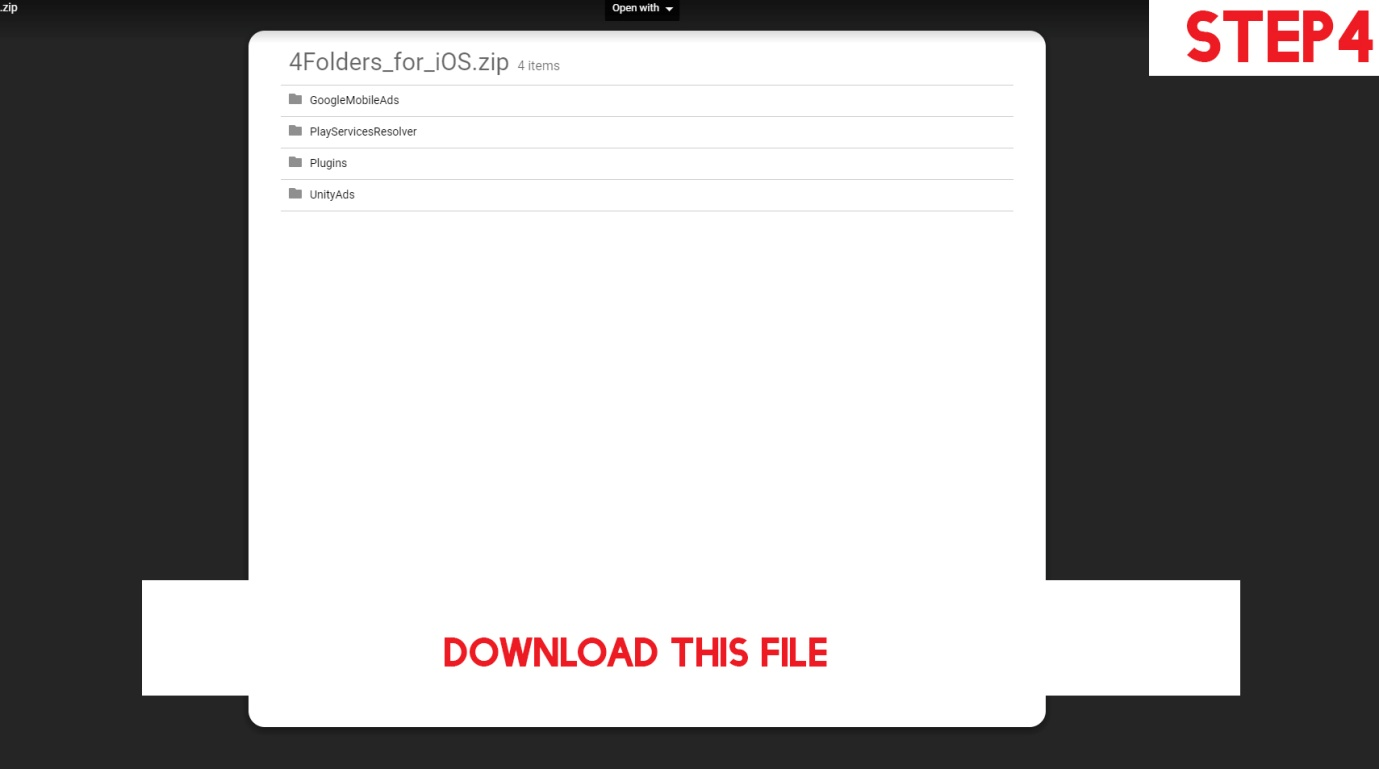 .zip
Open with
STEP4
4Folders_for_iOS.zip 4 items
GoogleMobileAds
PlayServicesResolver
Plugins
UnityAds
DOWNLOAD THIS FILE